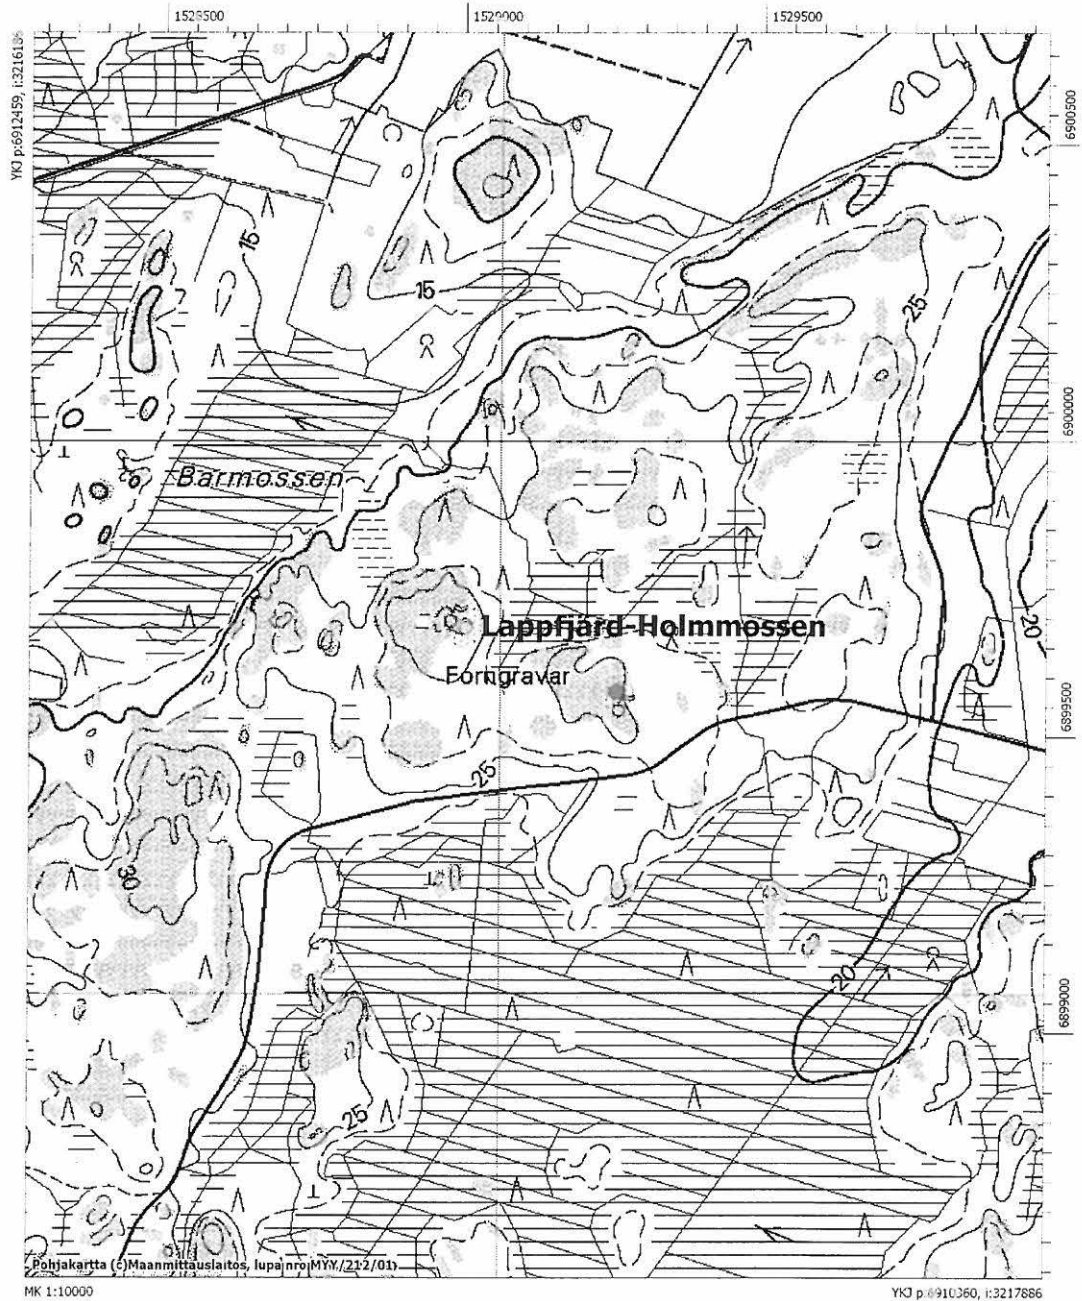 1528500
1529000
1529500
YKJ p:6912459, i:3216186
6900500
15
15
25
6900000
Barmossen
20
Lappfjärd-Holmmossen
Forngravar
6899500
25
30
20
6899000
25
Pohjakartta (c)Maanmittauslaitos, lupa nro MYY/212/01
MK 1:10000
YKJ p:6910360, i:3217886